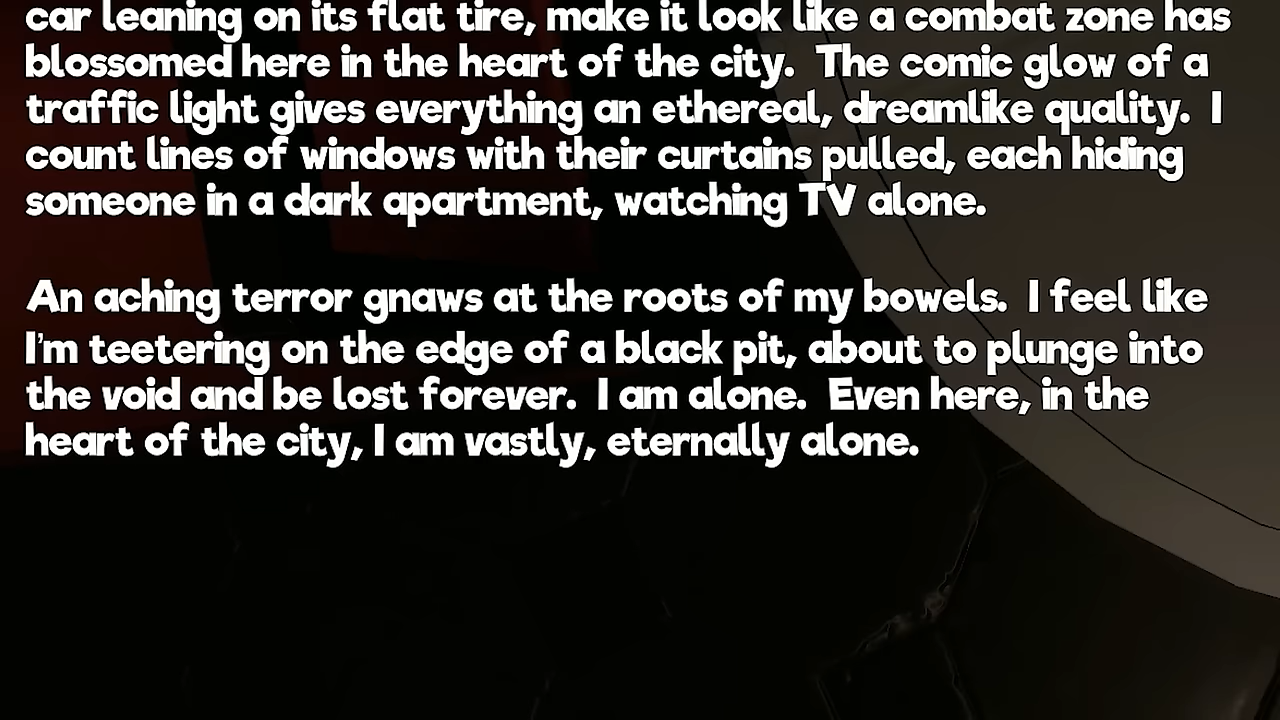 car leaning on its flat tire, make it look like a combat zone has
blossomed here in the heart of the city.  The comic glow of a
traffic light gives everything an ethereal, dreamlike quality.  I
count lines of windows with their curtains pulled, each hiding
someone in a dark apartment, watching TV alone.
An aching terror gnaws at the roots of my bowels.  I feel like
I'm teetering on the edge of a black pit, about to plunge into
the void and be lost forever.  I am alone.  Even here, in the
heart of the city, I am vastly, eternally alone.